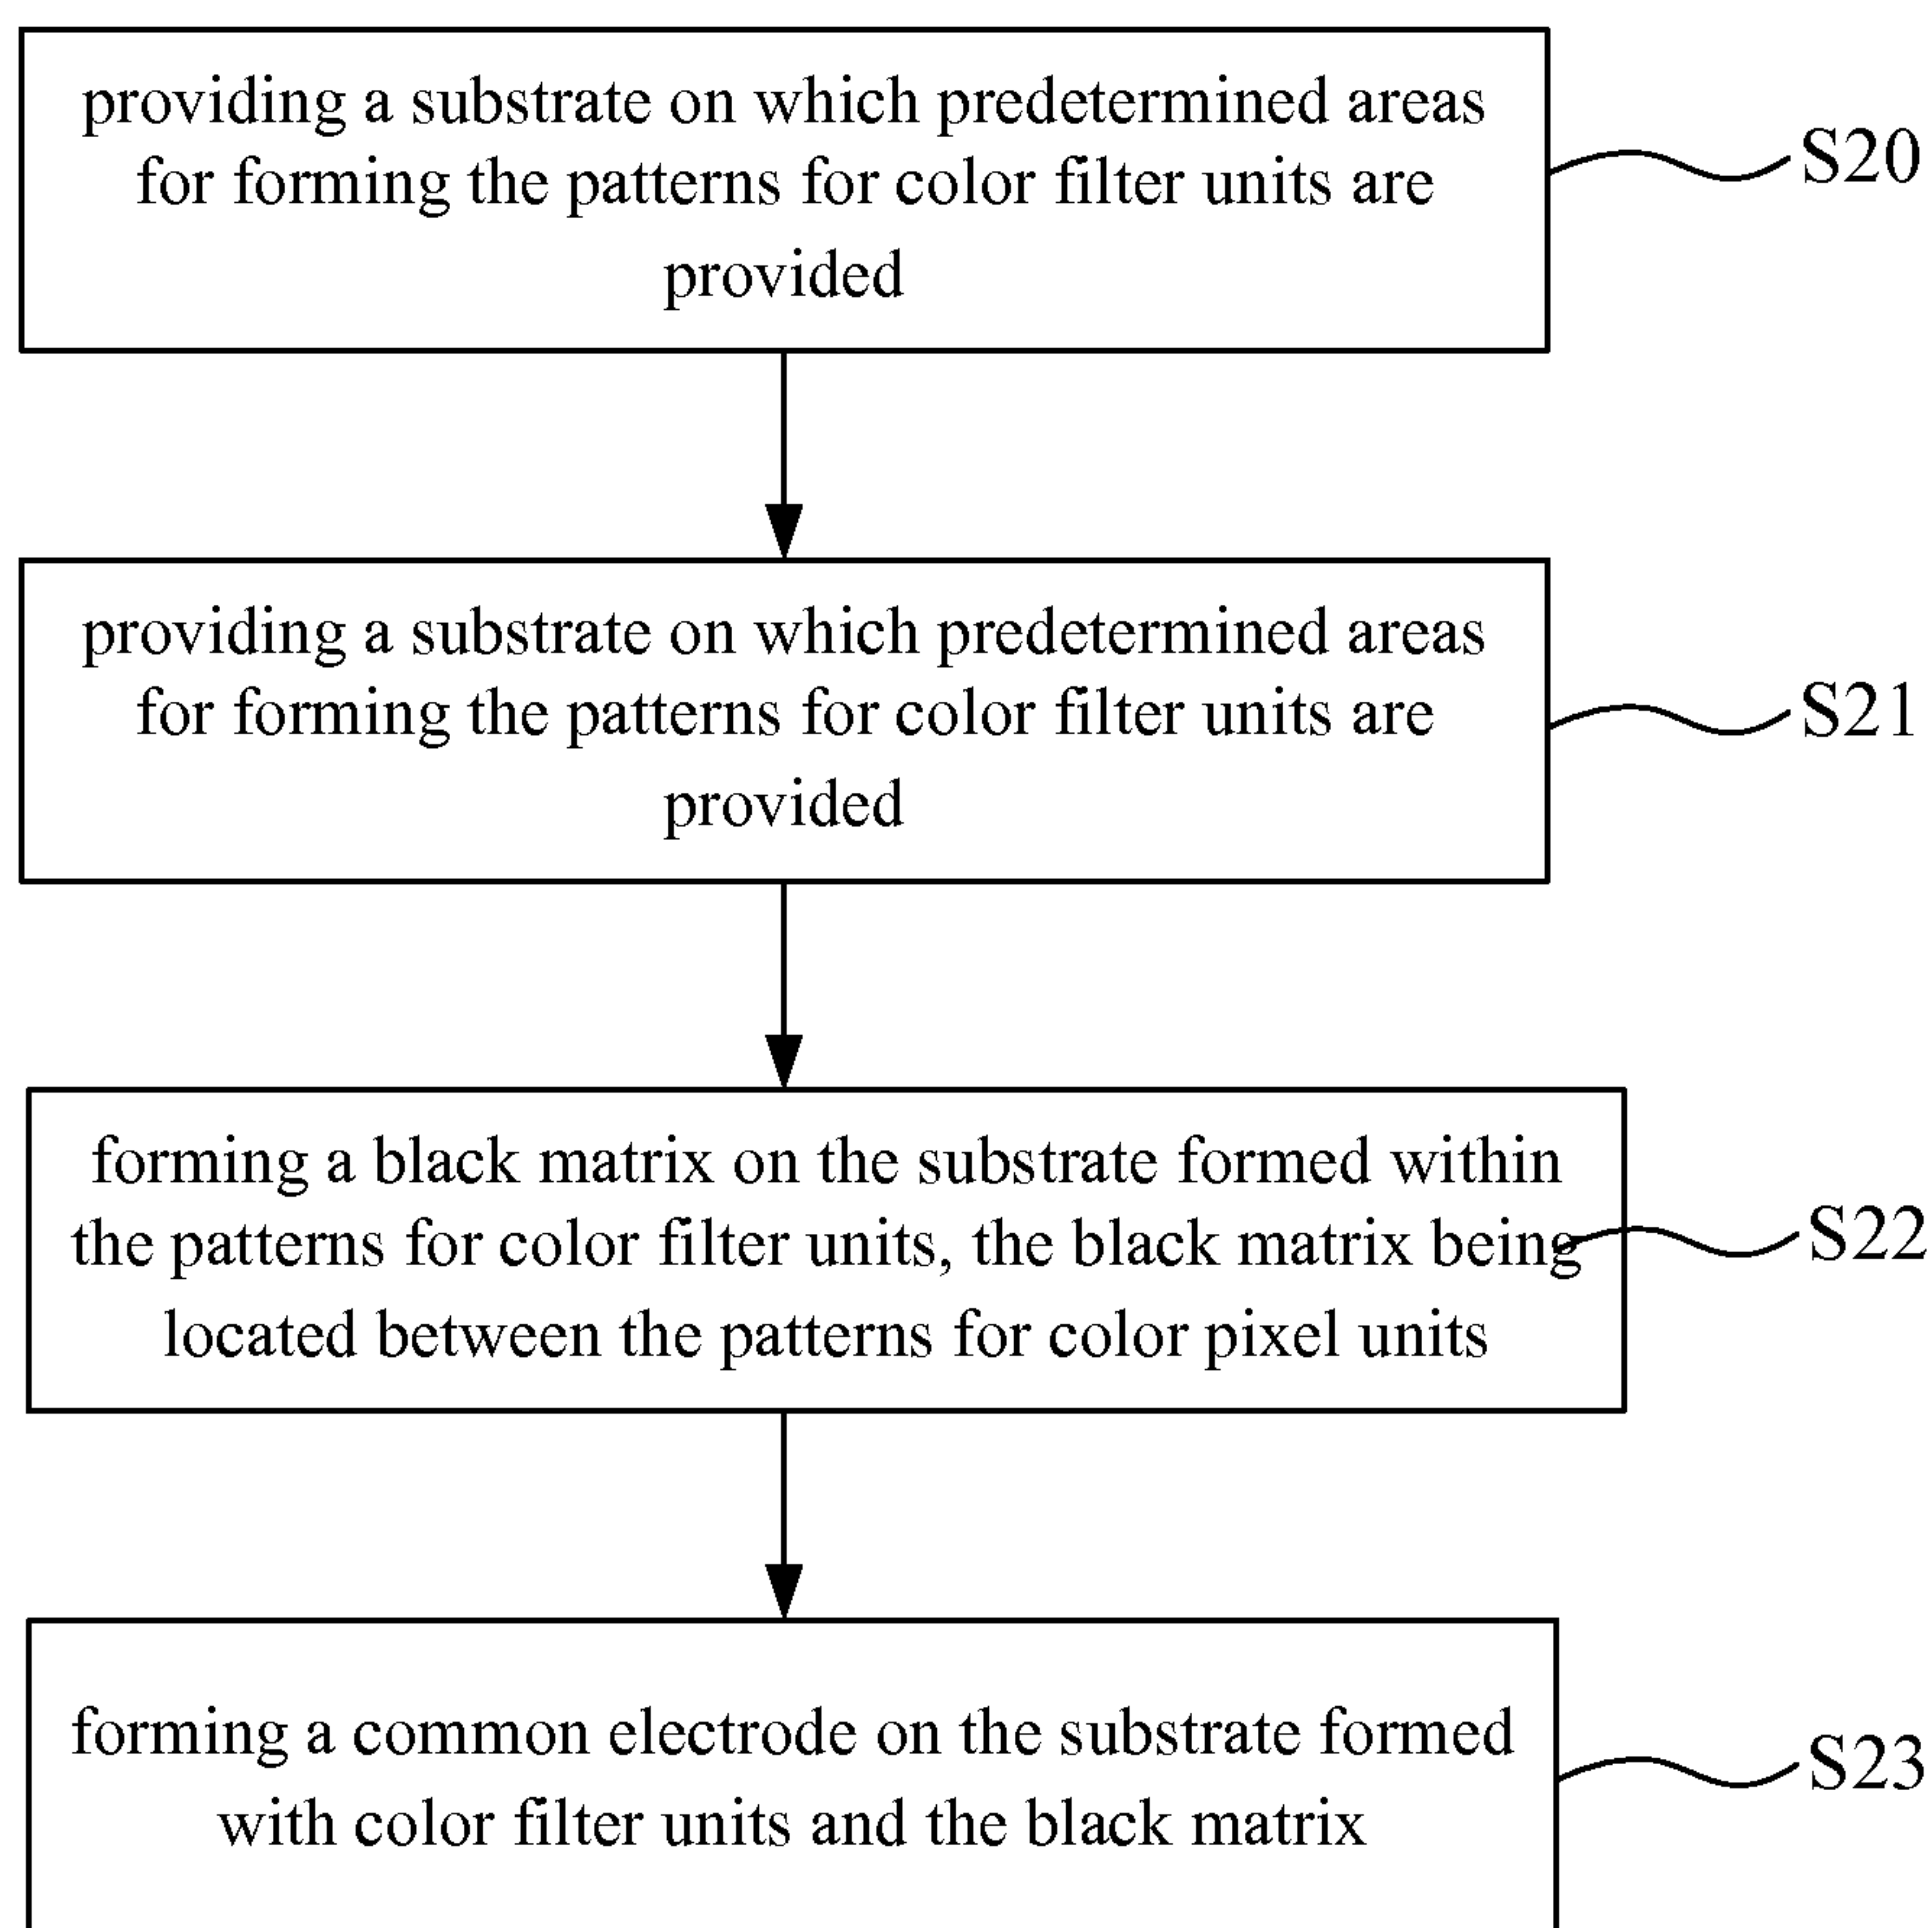 providing a substrate on which predetermined areas
for forming the patterns for color filter units are
provided
S20
providing a substrate on which predetermined areas
for forming the patterns for color filter units are
provided
S21
forming a black matrix on the substrate formed within
the patterns for color filter units, the black matrix being
located between the patterns for color pixel units
S22
forming a common electrode on the substrate formed
with color filter units and the black matrix
S23